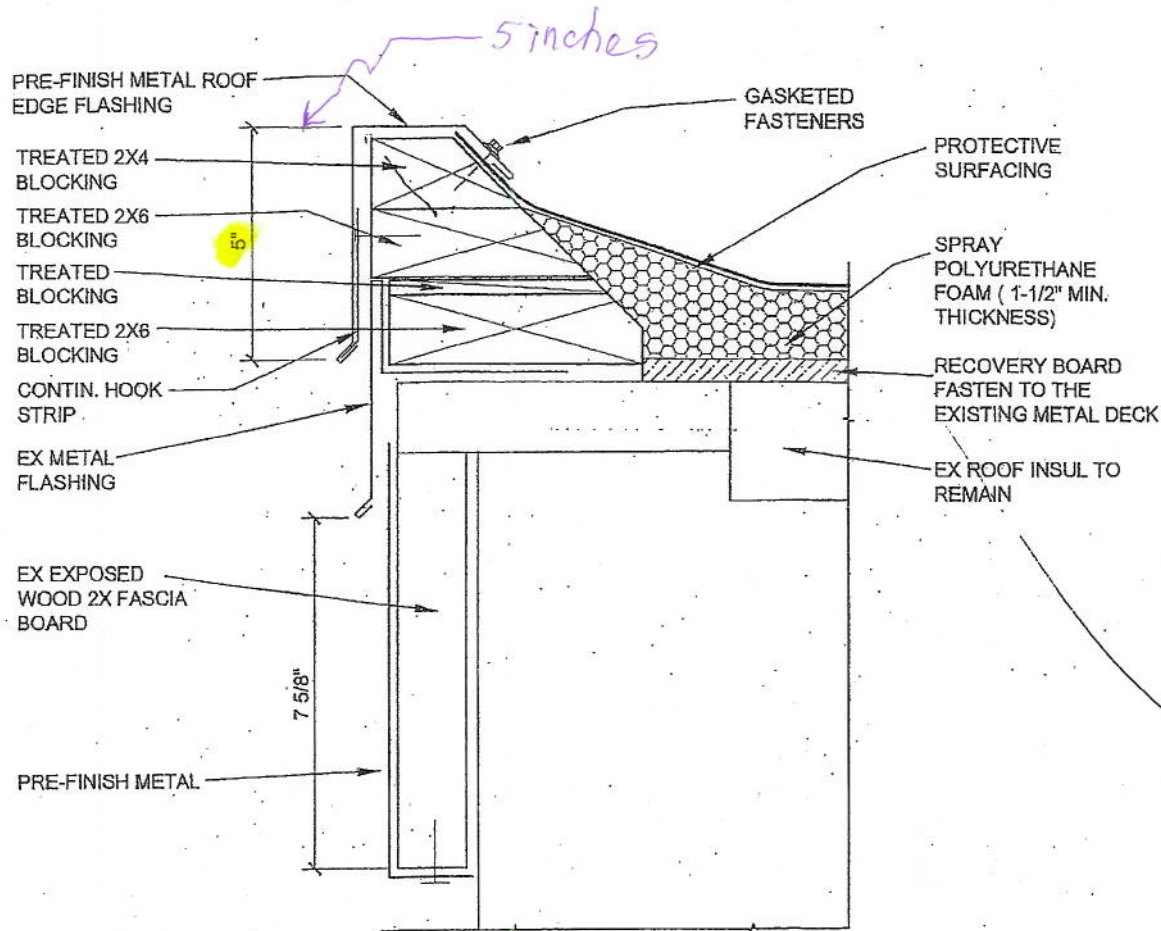 5 inches
PRE-FINISH METAL ROOF
EDGE FLASHING
TREATED 2X4
BLOCKING
TREATED 2X6
BLOCKING
5"
TREATED
BLOCKING
TREATED 2X6
BLOCKING
CONTIN. HOOK
STRIP
EX METAL
FLASHING
EX EXPOSED
WOOD 2X FASCIA
BOARD
7 5/8"
PRE-FINISH METAL
GASKETED
FASTENERS
PROTECTIVE
SURFACING
SPRAY
POLYURETHANE
FOAM ( 1-1/2" MIN.
THICKNESS)
RECOVERY BOARD
FASTEN TO THE
EXISTING METAL DECK
EX ROOF INSUL TO
REMAIN